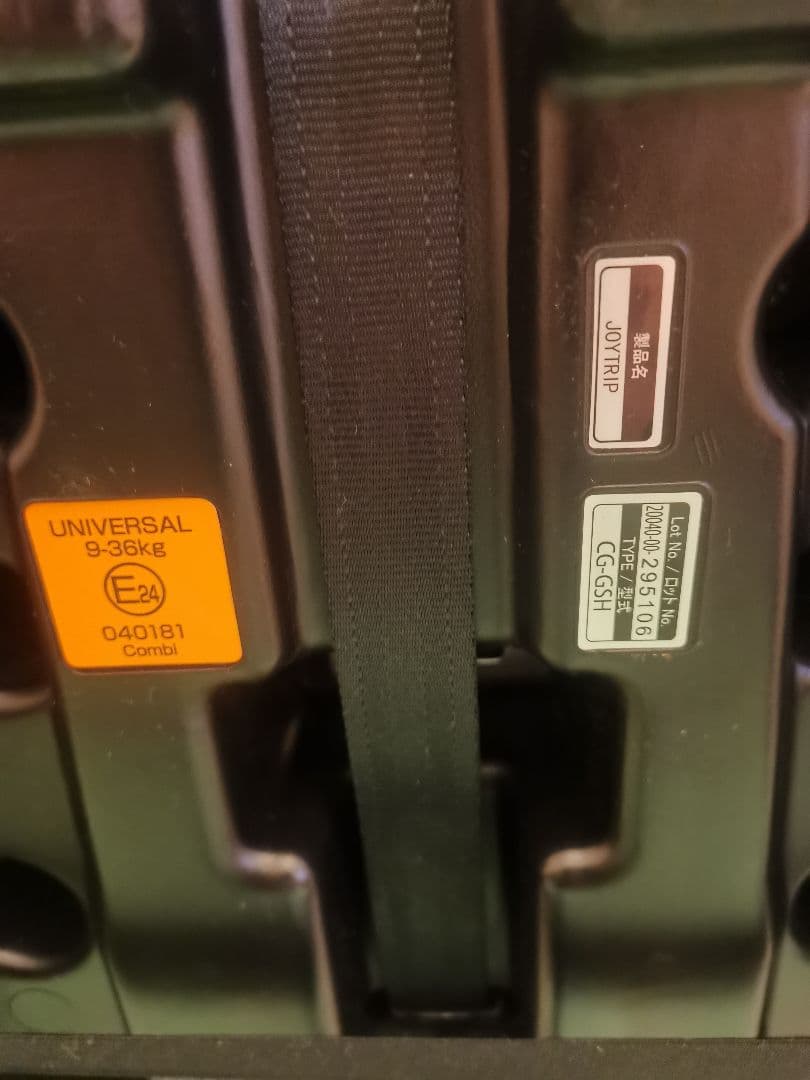 UNIVERSAL
9-36kg
E24
040181
Combi
製品名
JOYTRIP
Lot No. / ロット No.
20040-00-295106
TYPE / 型式
CG-GSH